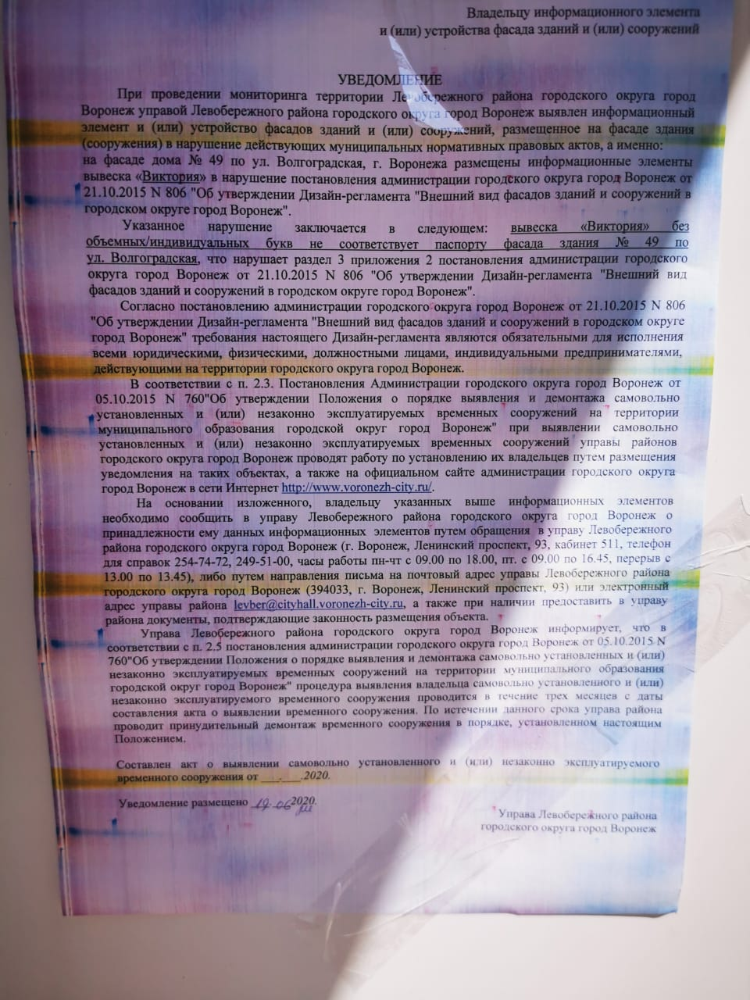 Владельцу информационного элемента
и (или) устройства фасада зданий и (или) сооружений
УВЕДОМЛЕНИЕ
При проведении мониторинга территории Левобережного района городского округа город
Воронеж управой Левобережного района городского округа город Воронеж выявлен информационный
элемент и (или) устройство фасадов зданий и (или) сооружений, размещенное на фасаде здания
(сооружения) в нарушение действующих муниципальных нормативных правовых актов, а именно:
на фасаде дома № 49 по ул. Волгоградская, г. Воронежа размещены информационные элементы
вывеска «Виктория» в нарушение постановления администрации городского округа город Воронеж от
21.10.2015 N 806 "Об утверждении Дизайн-регламента "Внешний вид фасадов зданий и сооружений в
городском округе город Воронеж".
Указанное нарушение заключается в следующем: вывеска «Виктория» без
объемных/индивидуальных букв не соответствует паспорту фасада здания № 49 по
ул. Волгоградская, что нарушает раздел 3 приложения 2 постановления администрации городского
округа город Воронеж от 21.10.2015 N 806 "Об утверждении Дизайн-регламента "Внешний вид
фасадов зданий и сооружений в городском округе город Воронеж".
Согласно постановлению администрации городского округа город Воронеж от 21.10.2015 N 806
"Об утверждении Дизайн-регламента "Внешний вид фасадов зданий и сооружений в городском округе
город Воронеж" требования настоящего Дизайн-регламента являются обязательными для исполнения
всеми юридическими, физическими, должностными лицами, индивидуальными предпринимателями,
действующими на территории городского округа город Воронеж.
В соответствии с п. 2.3. Постановления Администрации городского округа город Воронеж от
05.10.2015 N 760"Об утверждении Положения о порядке выявления и демонтажа самовольно
установленных и (или) незаконно эксплуатируемых временных сооружений на территории
муниципального образования городской округ город Воронеж" при выявлении самовольно
установленных и (или) незаконно эксплуатируемых временных сооружений управы районов
городского округа город Воронеж проводят работу по установлению их владельцев путем размещения
уведомления на таких объектах, а также на официальном сайте администрации городского округа
город Воронеж в сети Интернет http://www.voronezh-city.ru/.
На основании изложенного, владельцу указанных выше информационных элементов
необходимо сообщить в управу Левобережного района городского округа город Воронеж о
принадлежности ему данных информационных элементов путем обращения в управу Левобережного
района городского округа город Воронеж (г. Воронеж, Ленинский проспект, 93, кабинет 511, телефон
для справок 254-74-72, 249-51-00, часы работы пн-чт с 09.00 по 18.00, пт. с 09.00 по 16.45, перерыв с
13.00 по 13.45), либо путем направления письма на почтовый адрес управы Левобережного района
городского округа город Воронеж (394033, г. Воронеж, Ленинский проспект, 93) или электронный
адрес управы района levber@cityhall.voronezh-city.ru, а также при наличии предоставить в управу
района документы, подтверждающие законность размещения объекта.
Управа Левобережного района городского округа город Воронеж информирует, что в
соответствии с п. 2.5 постановления администрации городского округа город Воронеж от 05.10.2015 N
760"Об утверждении Положения о порядке выявления и демонтажа самовольно установленных и (или)
незаконно эксплуатируемых временных сооружений на территории муниципального образования
городской округ город Воронеж" процедура выявления владельца самовольно установленного и (или)
незаконно эксплуатируемого временного сооружения проводится в течение трех месяцев с даты
составления акта о выявлении временного сооружения. По истечении данного срока управа района
проводит принудительный демонтаж временного сооружения в порядке, установленном настоящим
Положением.
Составлен акт о выявлении самовольно установленного и (или) незаконно эксплуатируемого
временного сооружения от ___.___.2020.
Уведомление размещено 19.06 2020.
Управа Левобережного района
городского округа город Воронеж